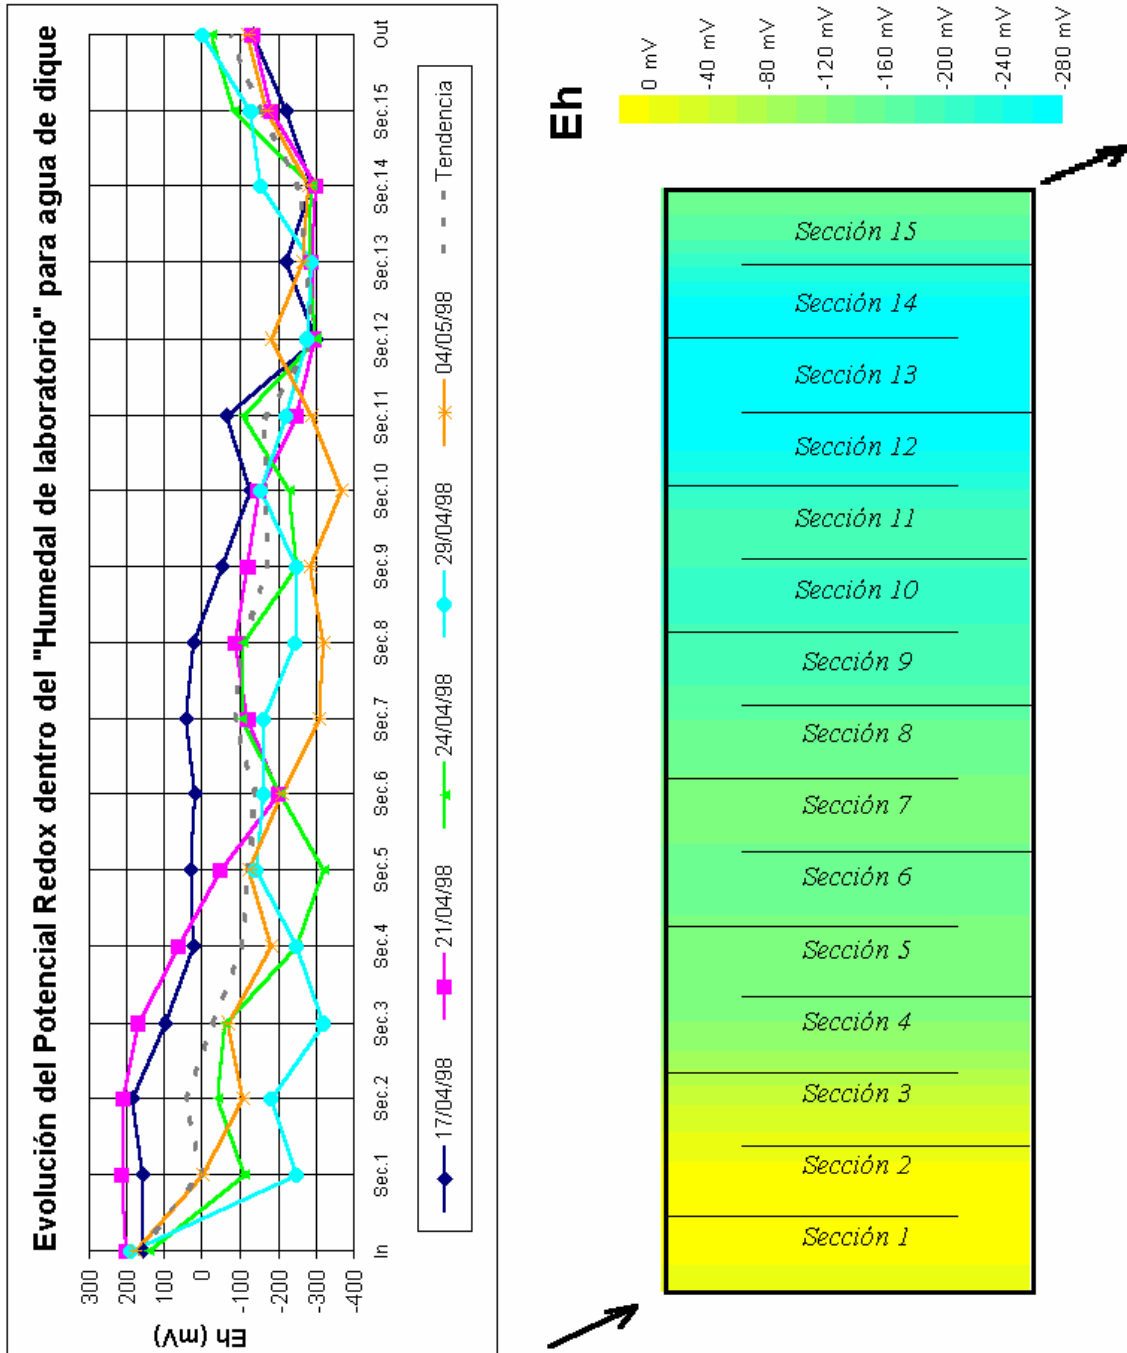 Evolución del Potencial Redox dentro del "Humedal de laboratorio" para agua de dique
Eh (mV)
300
200
100
0
-100
-200
-300
-400
In
Sec.1
Sec.2
Sec.3
Sec.4
Sec.5
Sec.6
Sec.7
Sec.8
Sec.9
Sec.10
Sec.11
Sec.12
Sec.13
Sec.14
Sec.15
Out
17/04/98
21/04/98
24/04/98
29/04/98
04/05/98
Tendencia
Eh
0 mV
-40 mV
-80 mV
-120 mV
-160 mV
-200 mV
-240 mV
-280 mV
Sección 15
Sección 14
Sección 13
Sección 12
Sección 11
Sección 10
Sección 9
Sección 8
Sección 7
Sección 6
Sección 5
Sección 4
Sección 3
Sección 2
Sección 1